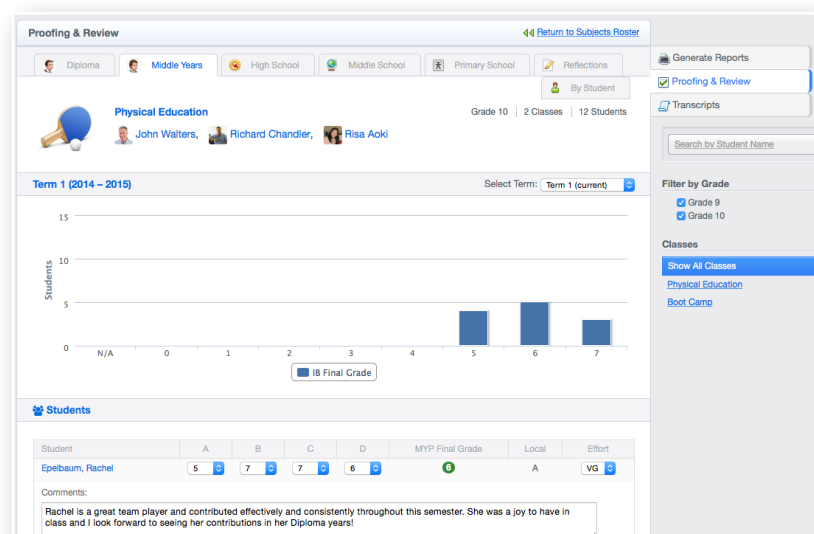 Proofing & Review
Return to Subjects Roster
Diploma
Middle Years
High School
Middle School
Primary School
Reflections
By Student
Physical Education
Grade 10 | 2 Classes | 12 Students
John Walters, Richard Chandler, Risa Aoki
Term 1 (2014 – 2015)
Select Term: Term 1 (current)
15
10
5
0
Students
N/A 0 1 2 3 4 5 6 7
IB Final Grade
Students
Student A B C D MYP Final Grade Local Effort
Epelbaum, Rachel 5 7 7 6 6 A VG
Comments:
Rachel is a great team player and contributed effectively and consistently throughout this semester. She was a joy to have in
class and I look forward to seeing her contributions in her Diploma years!
Generate Reports
Proofing & Review
Transcripts
Search by Student Name
Filter by Grade
Grade 9
Grade 10
Classes
Show All Classes
Physical Education
Boot Camp